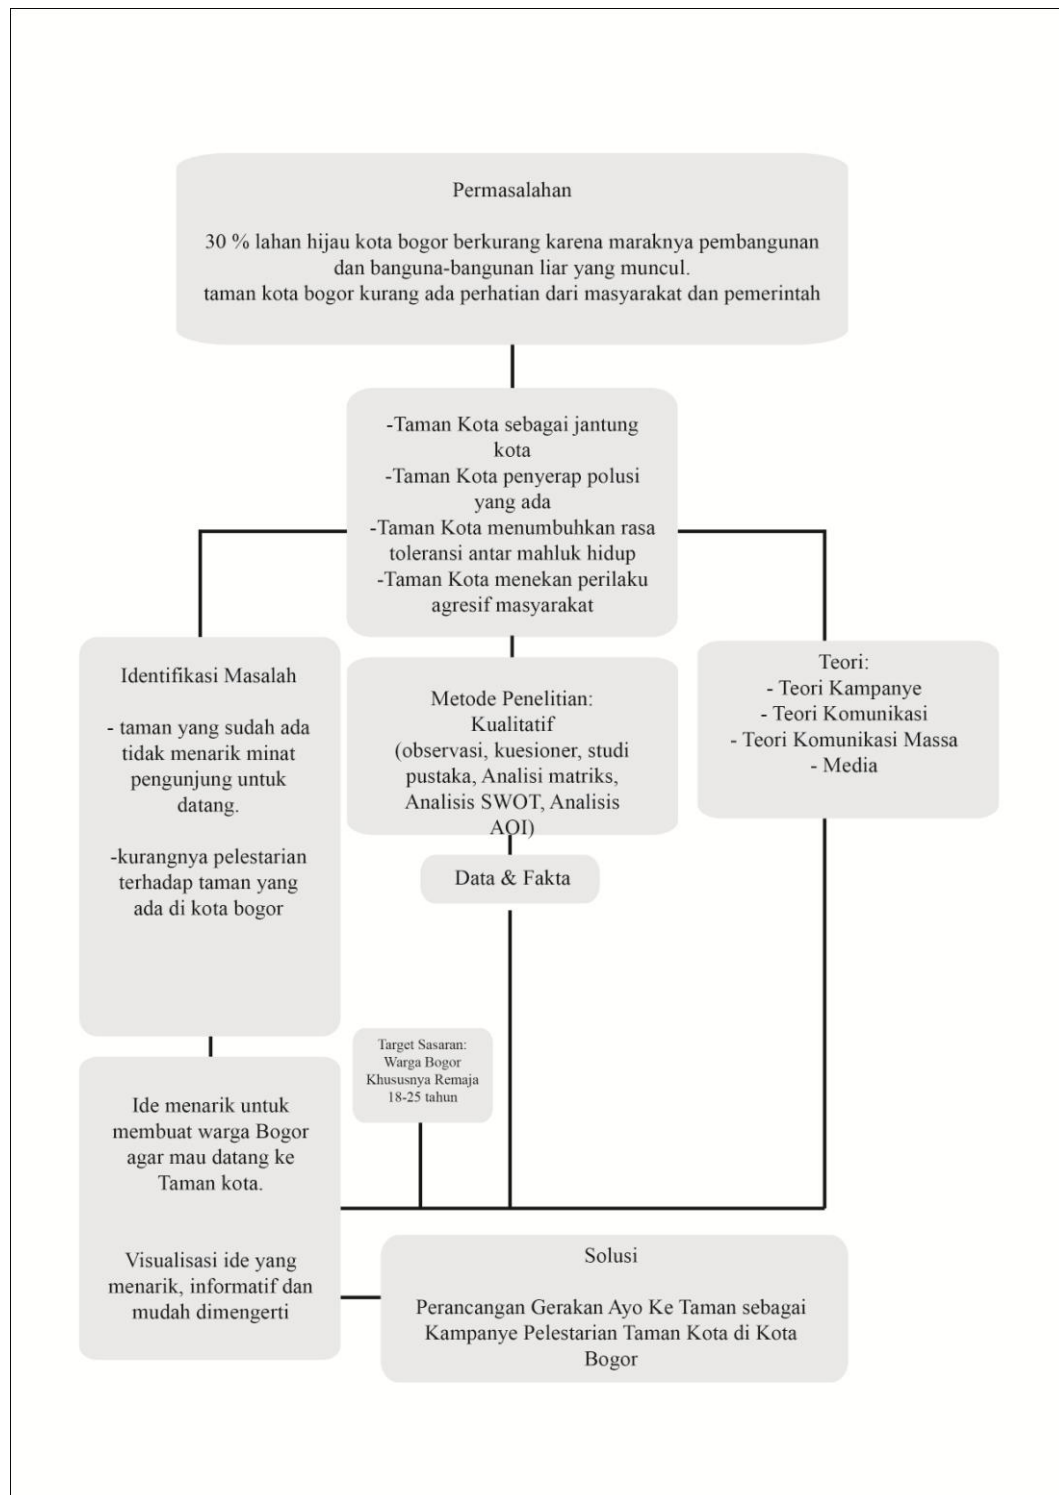 Permasalahan
30 % lahan hijau kota bogor berkurang karena maraknya pembangunan
dan banguna-bangunan liar yang muncul.
taman kota bogor kurang ada perhatian dari masyarakat dan pemerintah
-Taman Kota sebagai jantung
kota
-Taman Kota penyerap polusi
yang ada
-Taman Kota menumbuhkan rasa
toleransi antar mahluk hidup
-Taman Kota menekan perilaku
agresif masyarakat
Identifikasi Masalah
- taman yang sudah ada
tidak menarik minat
pengunjung untuk
datang.
-kurangnya pelestarian
terhadap taman yang
ada di kota bogor
Metode Penelitian:
Kualitatif
(observasi, kuesioner, studi
pustaka, Analisi matriks,
Analisis SWOT, Analisis
AOI)
Teori:
- Teori Kampanye
- Teori Komunikasi
- Teori Komunikasi Massa
- Media
Data & Fakta
Target Sasaran:
Warga Bogor
Khususnya Remaja
18-25 tahun
Ide menarik untuk
membuat warga Bogor
agar mau datang ke
Taman kota.
Visualisasi ide yang
menarik, informatif dan
mudah dimengerti
Solusi
Perancangan Gerakan Ayo Ke Taman sebagai
Kampanye Pelestarian Taman Kota di Kota
Bogor